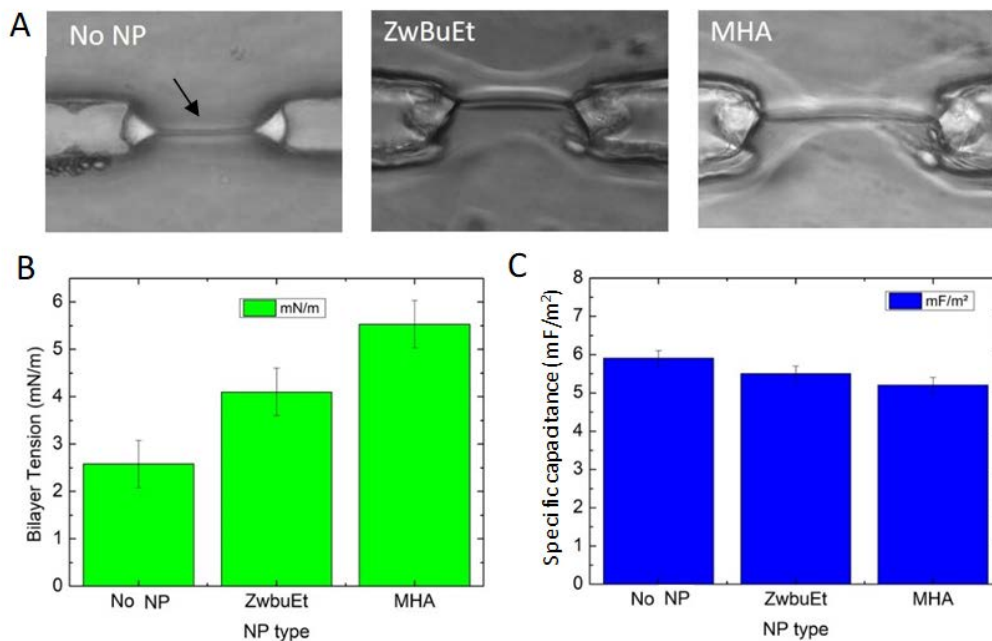 A
No NP
ZwBuEt
MHA
B
mN/m
Bilayer Tension (mN/m)
6
5
4
3
2
1
0
No NP
ZwbuEt
MHA
NP type
C
mF/m²
Specific capacitance (mF/m²)
8
7
6
5
4
3
2
1
0
No NP
ZwbuEt
MHA
NP type